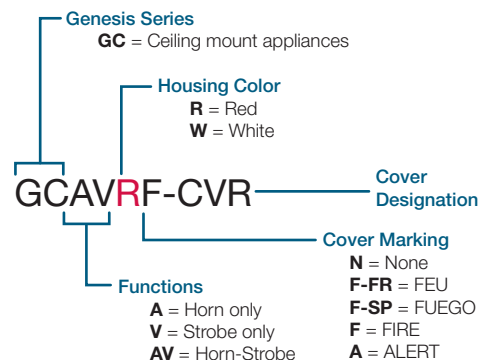 Genesis Series
GC = Ceiling mount appliances
Housing Color
R = Red
W = White
GCAVRF-CVR
Cover
Designation
Cover Marking
N = None
F-FR = FEU
F-SP = FUEGO
F = FIRE
A = ALERT
Functions
A = Horn only
V = Strobe only
AV = Horn-Strobe